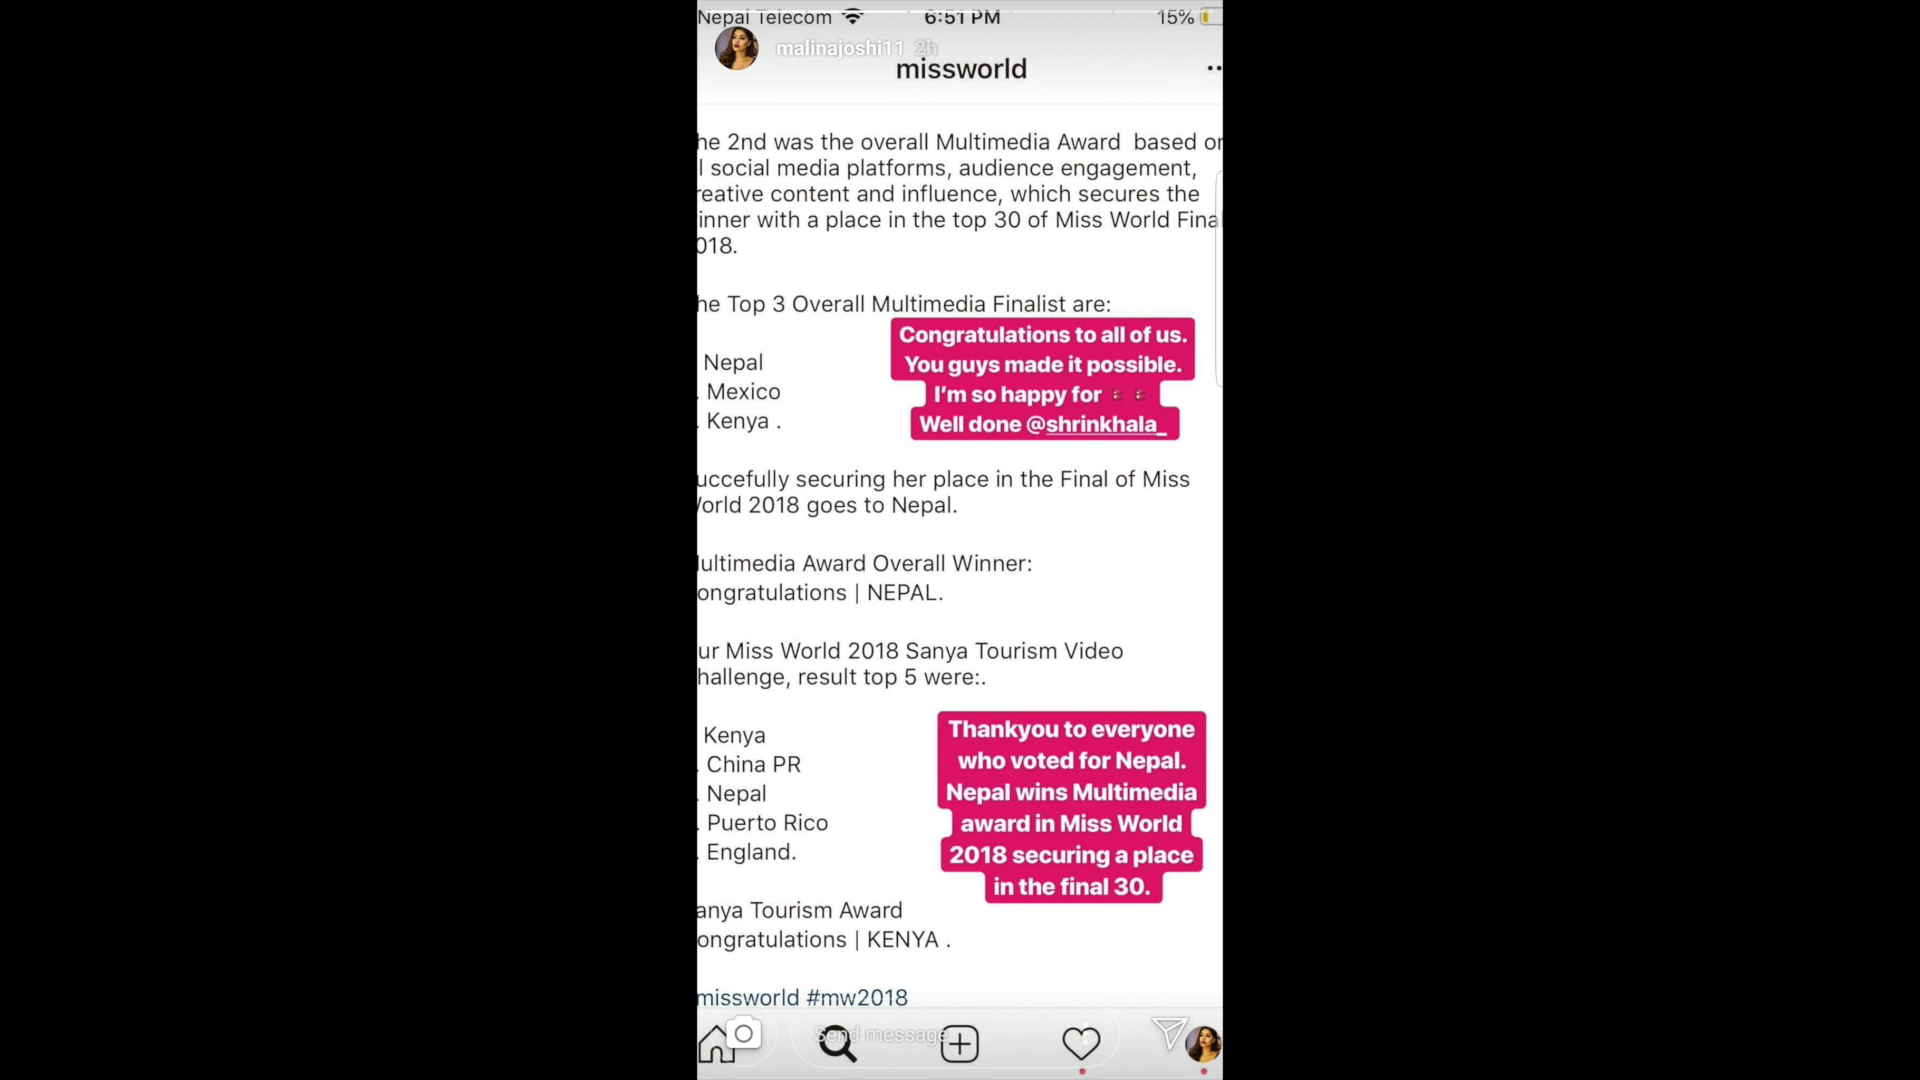 Nepal Telecom 6:51 PM 15%
malinajoshi11 2h
missworld
he 2nd was the overall Multimedia Award based or
l social media platforms, audience engagement,
reative content and influence, which secures the
inner with a place in the top 30 of Miss World Final
018.
he Top 3 Overall Multimedia Finalist are:
Congratulations to all of us.
You guys made it possible.
I'm so happy for
Well done @shrinkhala_
Nepal
. Mexico
. Kenya .
uccefully securing her place in the Final of Miss
orld 2018 goes to Nepal.
ultimedia Award Overall Winner:
ongratulations | NEPAL.
ur Miss World 2018 Sanya Tourism Video
hallenge, result top 5 were:.
Kenya
. China PR
. Nepal
. Puerto Rico
. England.
Thankyou to everyone
who voted for Nepal.
Nepal wins Multimedia
award in Miss World
2018 securing a place
in the final 30.
anya Tourism Award
ongratulations | KENYA .
missworld #mw2018
Send message